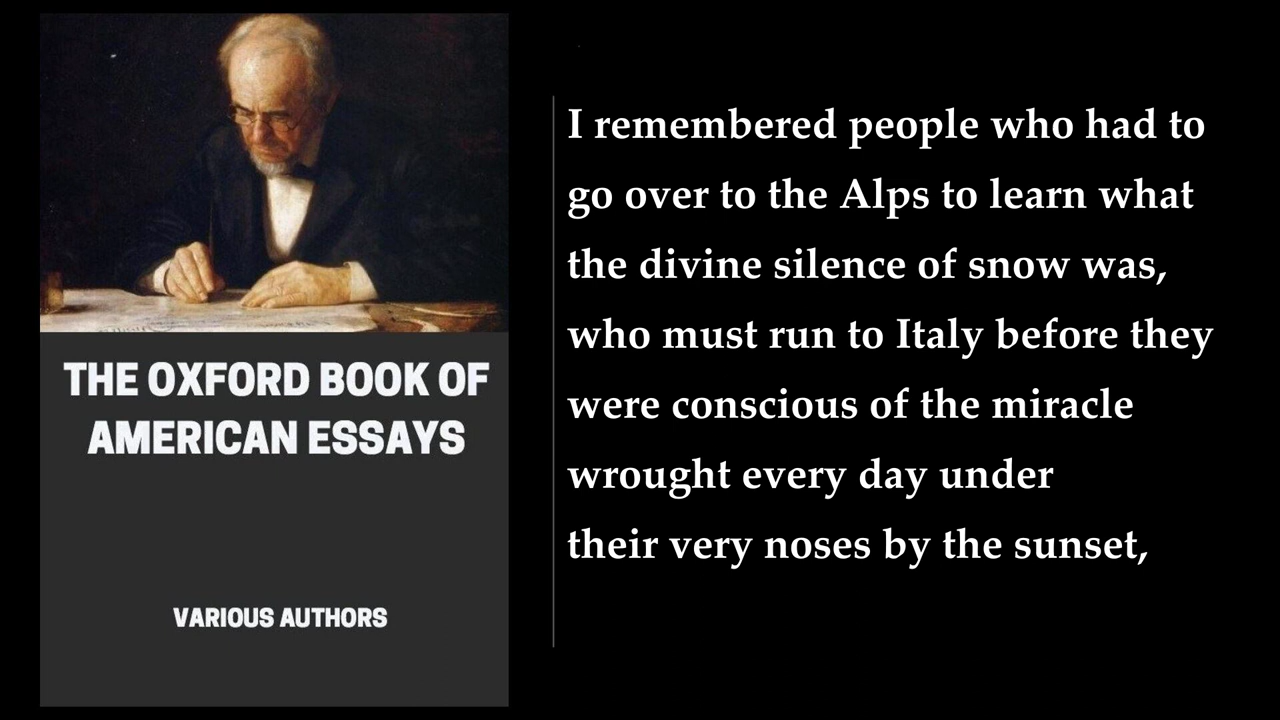 THE OXFORD BOOK OF
AMERICAN ESSAYS
VARIOUS AUTHORS
I remembered people who had to
go over to the Alps to learn what
the divine silence of snow was,
who must run to Italy before they
were conscious of the miracle
wrought every day under
their very noses by the sunset,